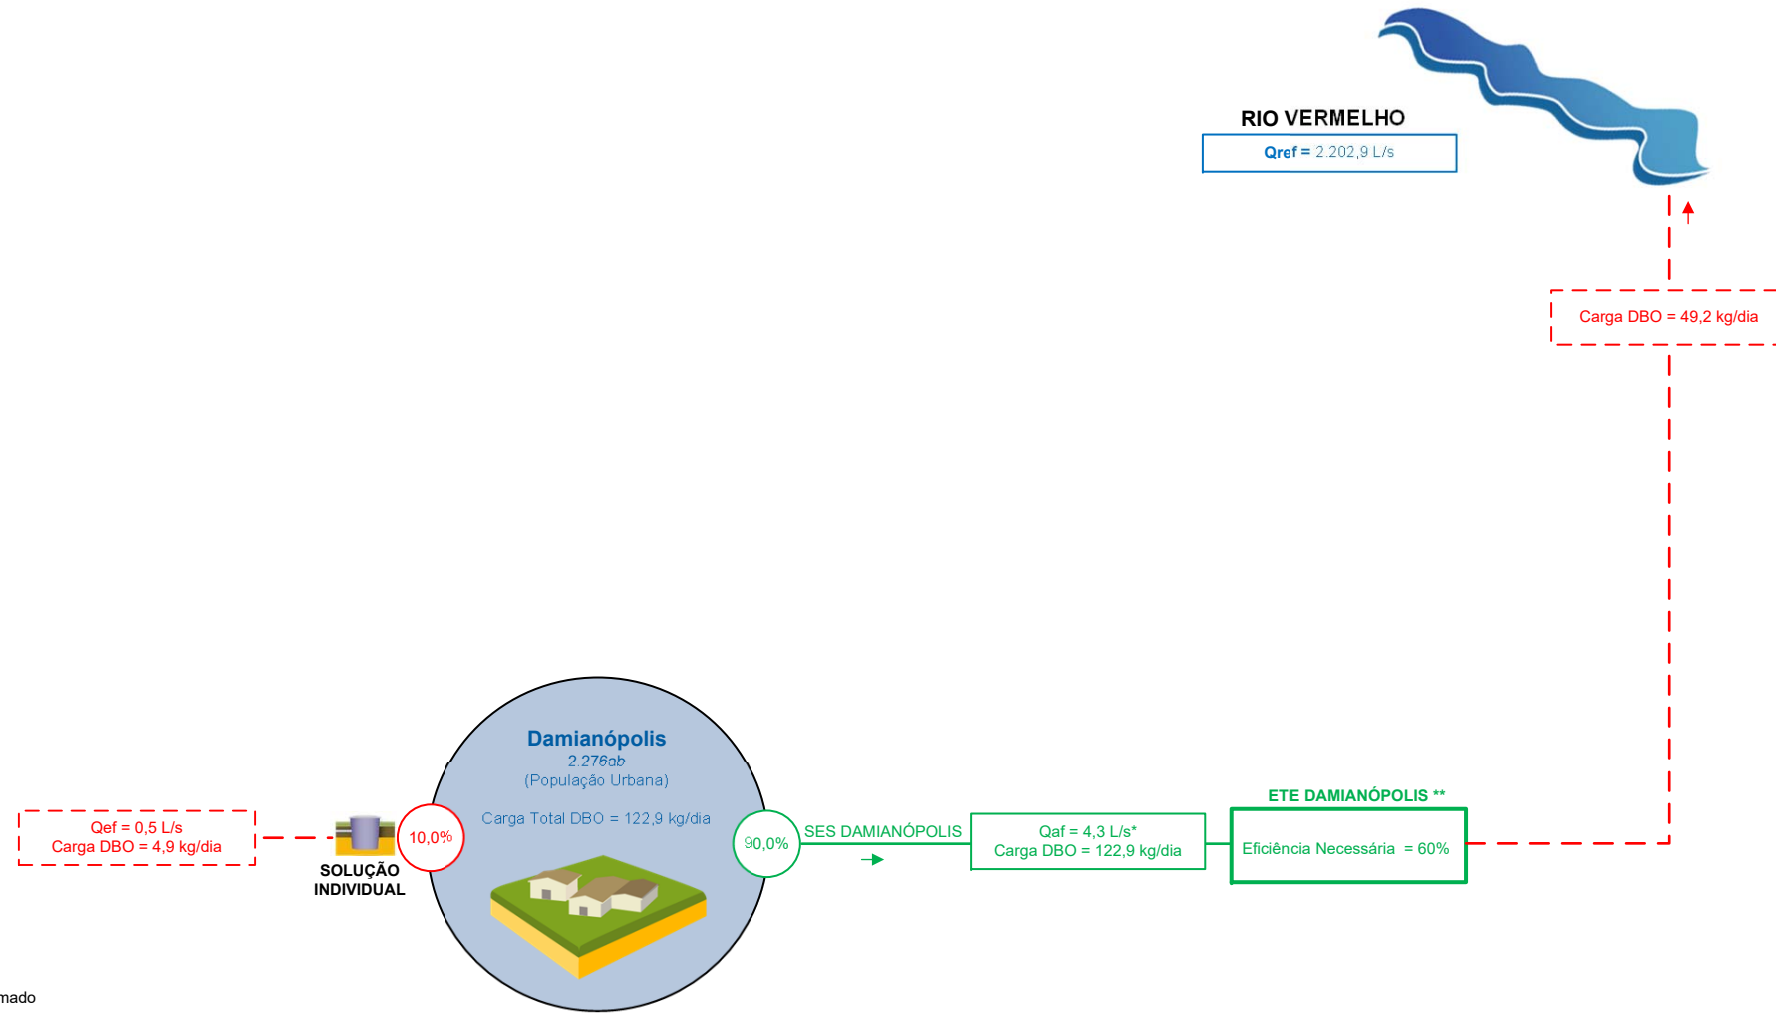 RIO VERMELHO
Qref = 2.202,9 L/s
Carga DBO = 49,2 kg/dia
Damianópolis
2.276ab
(População Urbana)
Carga Total DBO = 122,9 kg/dia
Qef = 0,5 L/s
Carga DBO = 4,9 kg/dia
SOLUÇÃO
INDIVIDUAL
10,0%
90,0%
SES DAMIANÓPOLIS
Qaf = 4,3 L/s*
Carga DBO = 122,9 kg/dia
ETE DAMIANÓPOLIS **
Eficiência Necessária = 60%
mado